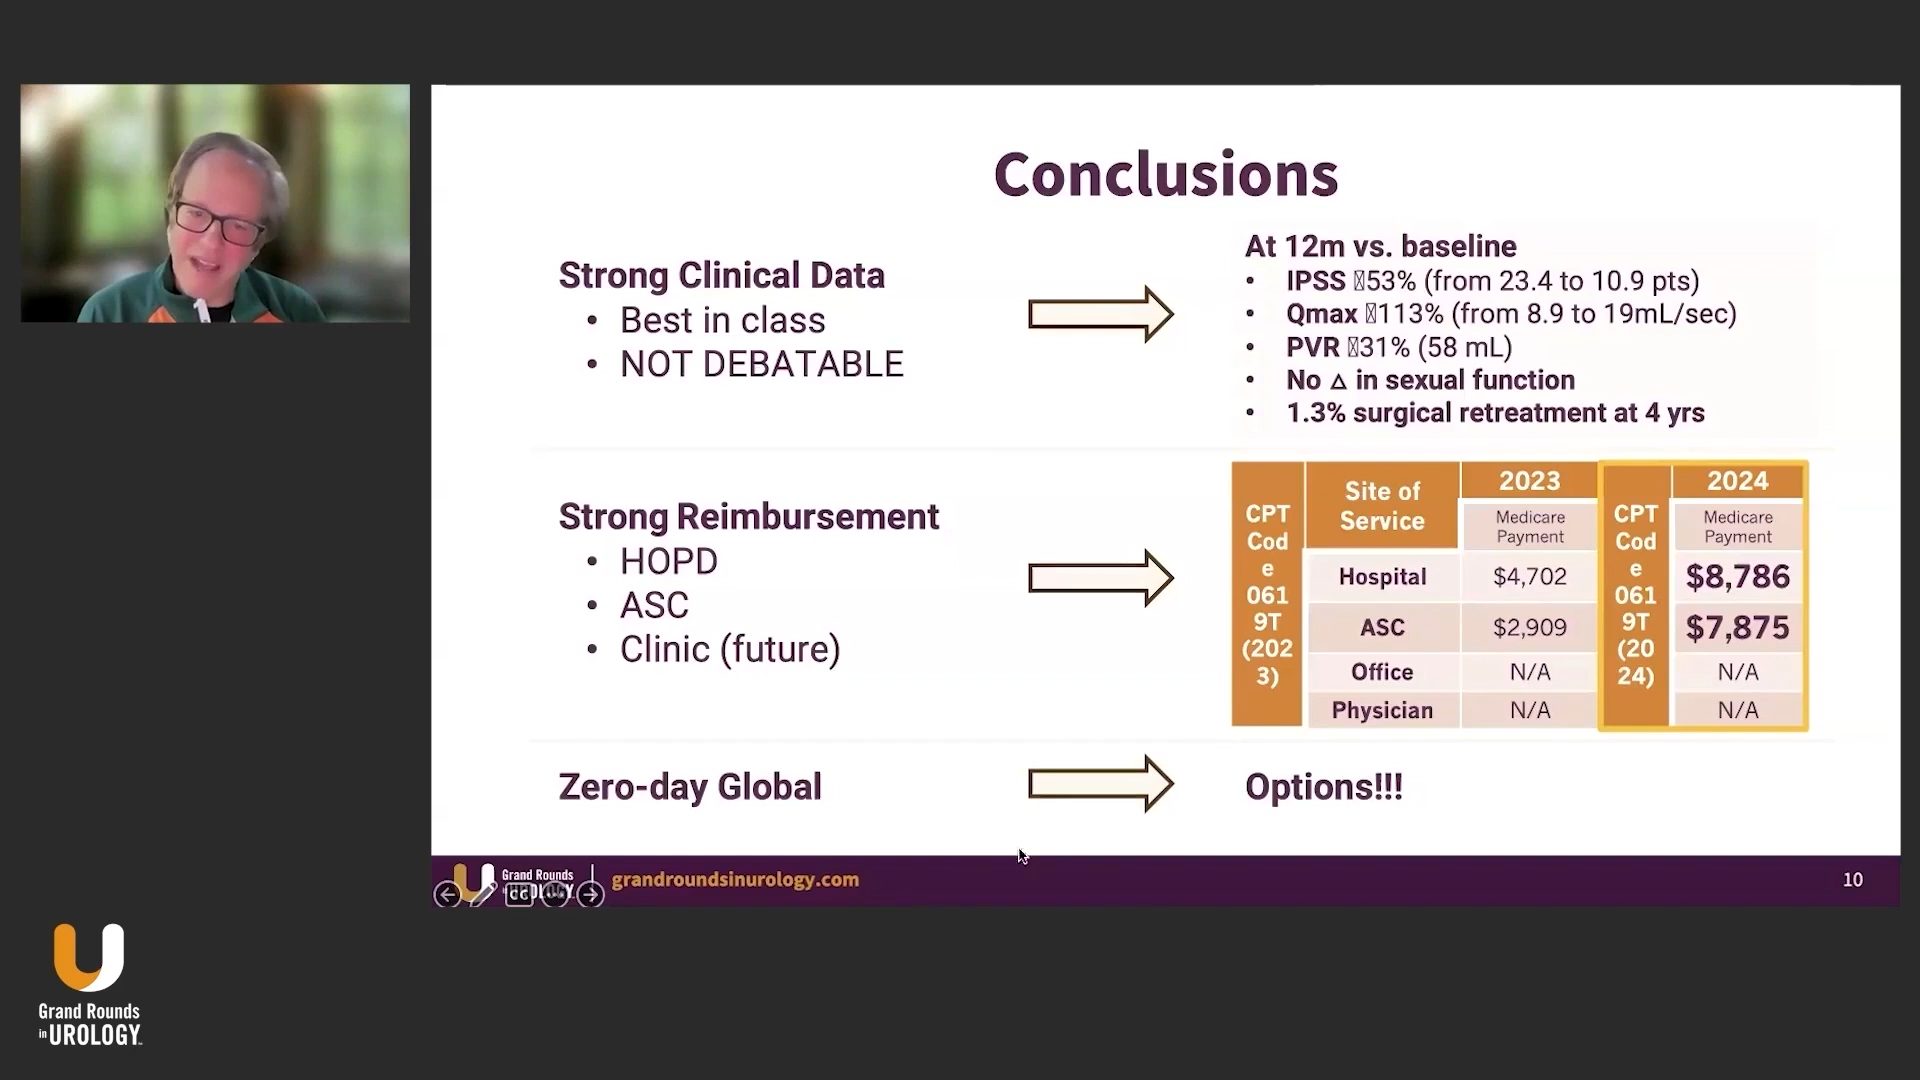 Conclusions
Strong Clinical Data
• Best in class
• NOT DEBATABLE
At 12m vs. baseline
• IPSS 53% (from 23.4 to 10.9 pts)
• Qmax 113% (from 8.9 to 19mL/sec)
• PVR 31% (58 mL)
• No △ in sexual function
• 1.3% surgical retreatment at 4 yrs
Strong Reimbursement
• HOPD
• ASC
• Clinic (future)
CPT
Cod
e
061
9T
(202
3)
Site of
Service
2023
Medicare
Payment
CPT
Cod
e
061
9T
(20
24)
2024
Medicare
Payment
Hospital $4,702 $8,786
ASC $2,909 $7,875
Office N/A N/A
Physician N/A N/A
Zero-day Global
Options!!!
Grand Rounds
UROLOGY
CC
grandroundsinurology.com
10
Grand Rounds
in UROLOGY